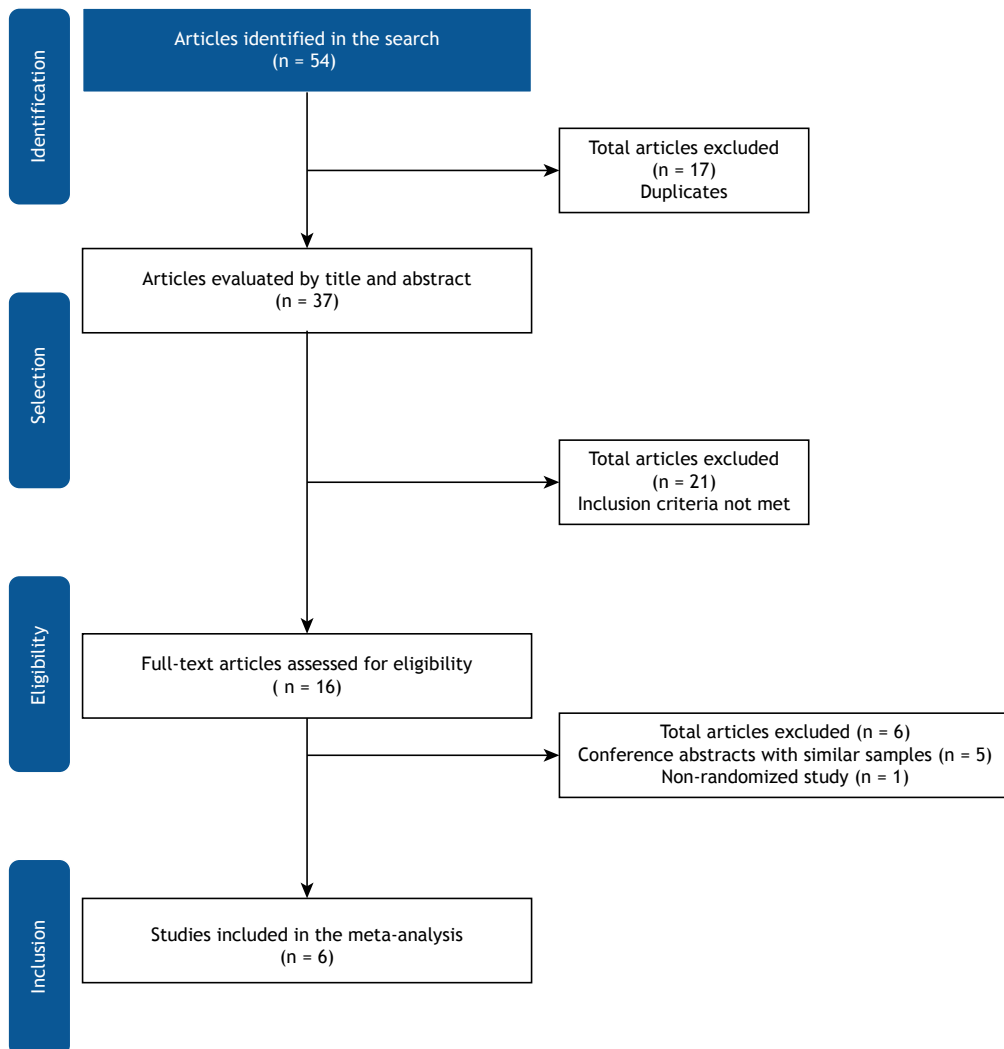 Identification
Articles identified in the search
(n = 54)
Total articles excluded
(n = 17)
Duplicates
Selection
Articles evaluated by title and abstract
(n = 37)
Total articles excluded
(n = 21)
Inclusion criteria not met
Eligibility
Full-text articles assessed for eligibility
( n = 16)
Total articles excluded (n = 6)
Conference abstracts with similar samples (n = 5)
Non-randomized study (n = 1)
Inclusion
Studies included in the meta-analysis
(n = 6)